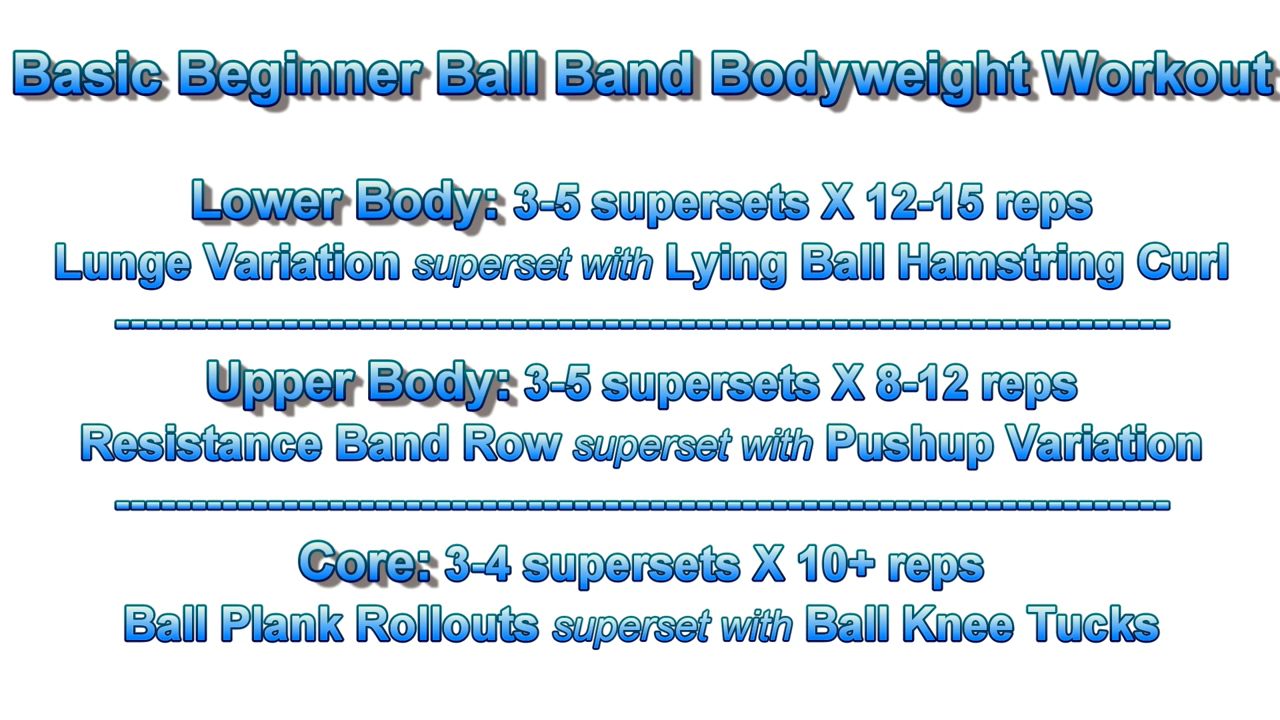 Basic Beginner Ball Band Bodyweight Workout
Lower Body: 3-5 supersets X 12-15 reps
Lunge Variation superset with Lying Ball Hamstring Curl
----------------------------------------------------------------------
Upper Body: 3-5 supersets X 8-12 reps
Resistance Band Row superset with Pushup Variation
----------------------------------------------------------------------
Core: 3-4 supersets X 10+ reps
Ball Plank Rollouts superset with Ball Knee Tucks